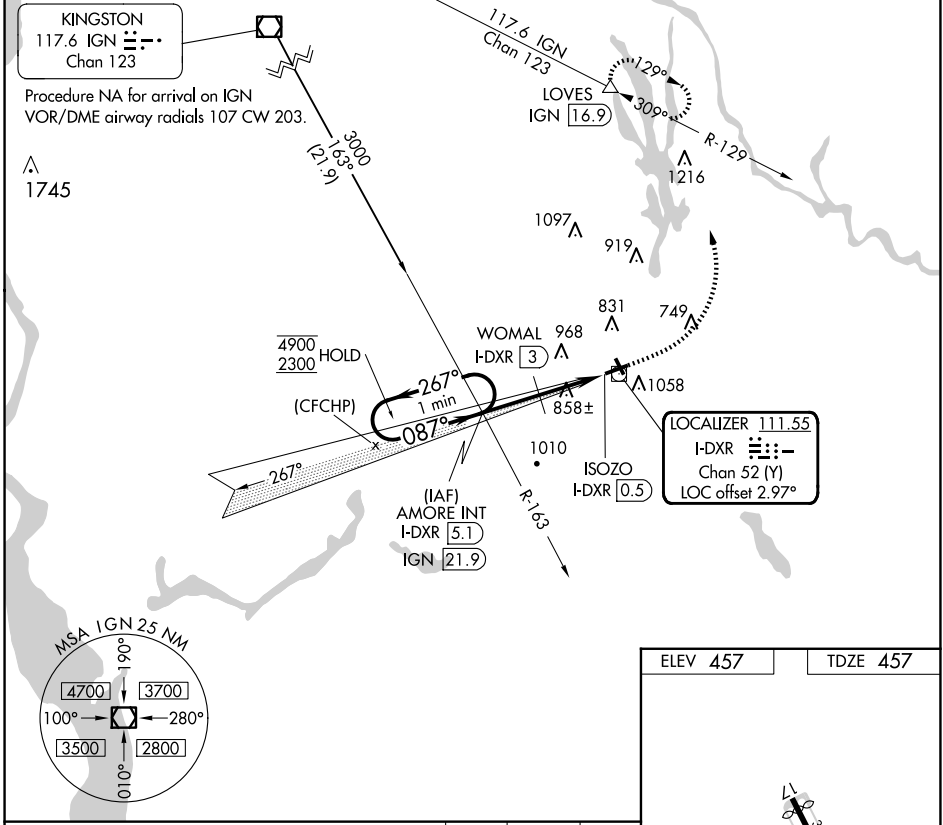 KINGSTON
117.6 IGN
Chan 123
Procedure NA for arrival on IGN
VOR/DME airway radials 107 CW 203.
1745
3000
163°
(21.9)
117.6 IGN
Chan 123
LOVES
IGN 16.9
129°
309°
R-129
1216
1097
919
831
749
WOMAL
I-DXR 3
968
4900
2300
HOLD
267°
1 min
087°
(CFCHP)
267°
858±
1058
1010
ISOZO
I-DXR 0.5
LOCALIZER 111.55
I-DXR
Chan 52 (Y)
LOC offset 2.97°
(IAF)
AMORE INT
I-DXR 5.1
IGN 21.9
R-163
MSA IGN 25 NM
190°
4700
3700
100°
280°
3500
2800
010°
ELEV 457
TDZE 457
17